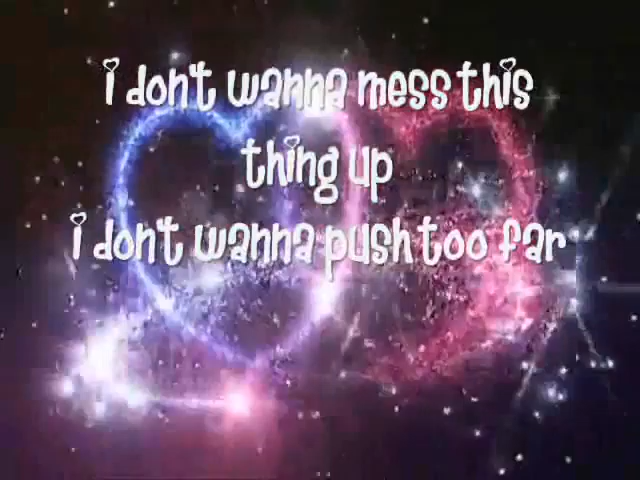 i don't wanna mess this
thing up
i don't wanna push too far